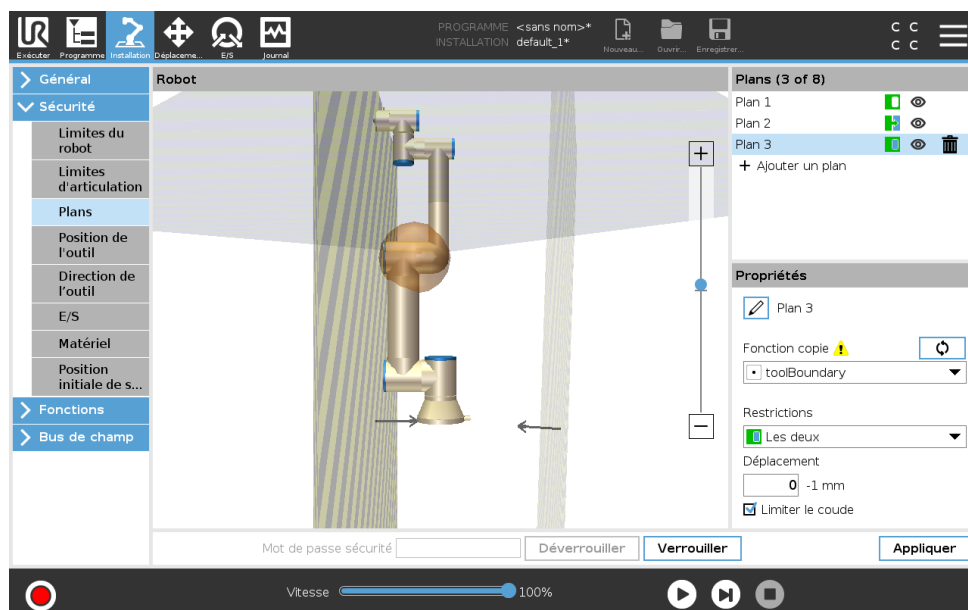 UR
PROGRAMME <sans nom>*
INSTALLATION default_1*
Exécuter Programme Installation Déplaceme... E/S Journal
Nouveau... Ouvrir... Enregistrer...
C C
C C
Général
Sécurité
Limites du
robot
Limites
d'articulation
Plans
Position de
l'outil
Direction de
l'outil
E/S
Matériel
Position
initiale de s...
Fonctions
Bus de champ
Robot
Plans (3 of 8)
Plan 1
Plan 2
Plan 3
+ Ajouter un plan
Propriétés
Plan 3
Fonction copie
toolBoundary
Restrictions
Les deux
Déplacement
0 -1 mm
Limiter le coude
Mot de passe sécurité Déverrouiller Verrouiller Appliquer
Vitesse 100%